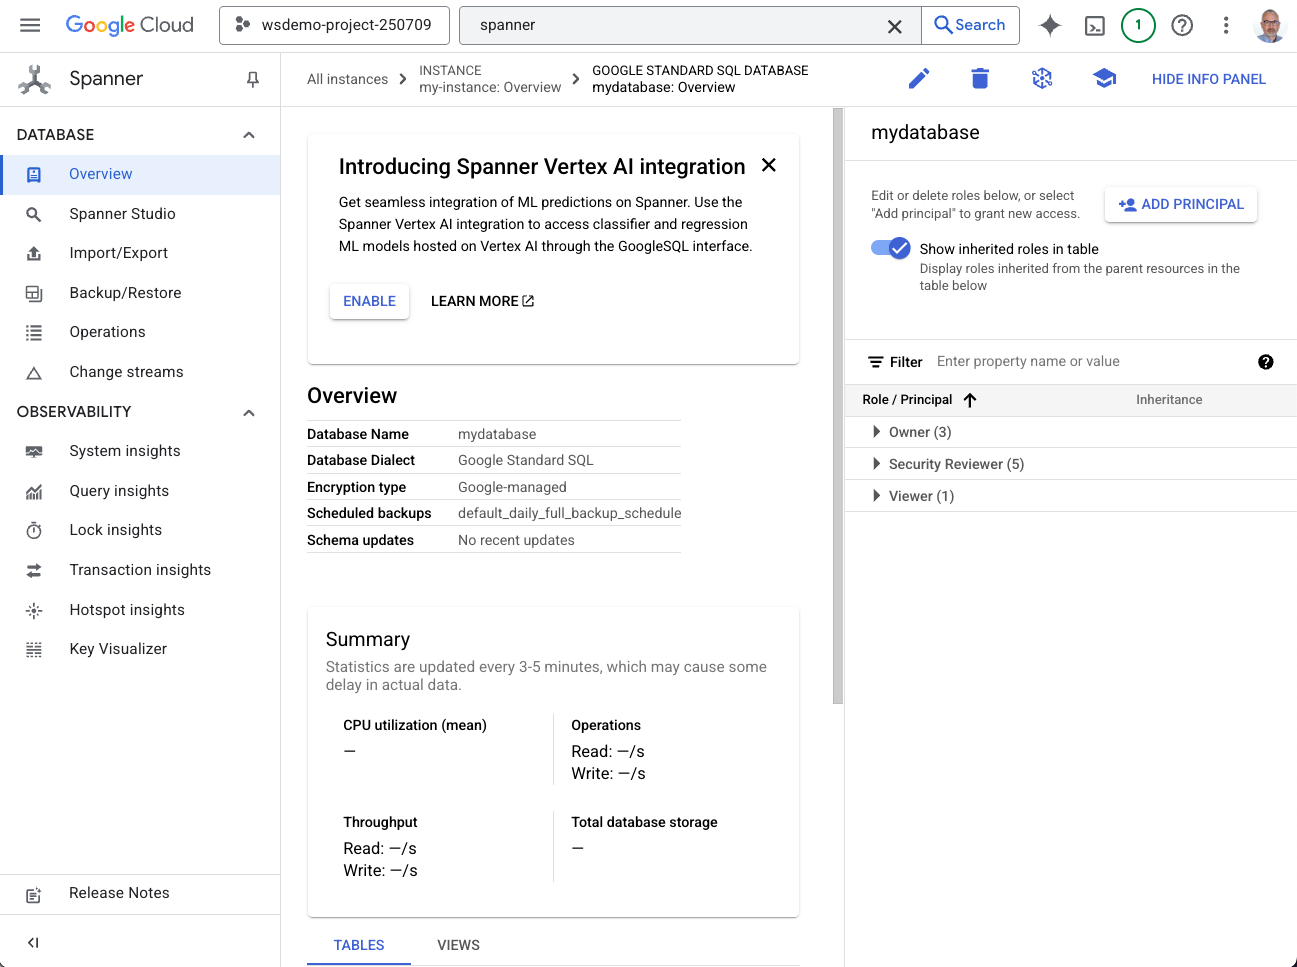 Google Cloud
wsdemo-project-250709
spanner
Search
1
Spanner
All instances
INSTANCE
my-instance: Overview
GOOGLE STANDARD SQL DATABASE
mydatabase: Overview
HIDE INFO PANEL
DATABASE
Overview
Spanner Studio
Import/Export
Backup/Restore
Operations
Change streams
OBSERVABILITY
System insights
Query insights
Lock insights
Transaction insights
Hotspot insights
Key Visualizer
Release Notes
Introducing Spanner Vertex AI integration
Get seamless integration of ML predictions on Spanner. Use the
Spanner Vertex AI integration to access classifier and regression
ML models hosted on Vertex AI through the GoogleSQL interface.
ENABLE
LEARN MORE
Overview
Database Name mydatabase
Database Dialect Google Standard SQL
Encryption type Google-managed
Scheduled backups default_daily_full_backup_schedule
Schema updates No recent updates
Summary
Statistics are updated every 3-5 minutes, which may cause some
delay in actual data.
CPU utilization (mean)
—
Operations
Read: —/s
Write: —/s
Throughput
Read: —/s
Write: —/s
Total database storage
—
TABLES
VIEWS
mydatabase
Edit or delete roles below, or select
"Add principal" to grant new access.
ADD PRINCIPAL
Show inherited roles in table
Display roles inherited from the parent resources in the
table below
Filter Enter property name or value
Role / Principal Inheritance
Owner (3)
Security Reviewer (5)
Viewer (1)